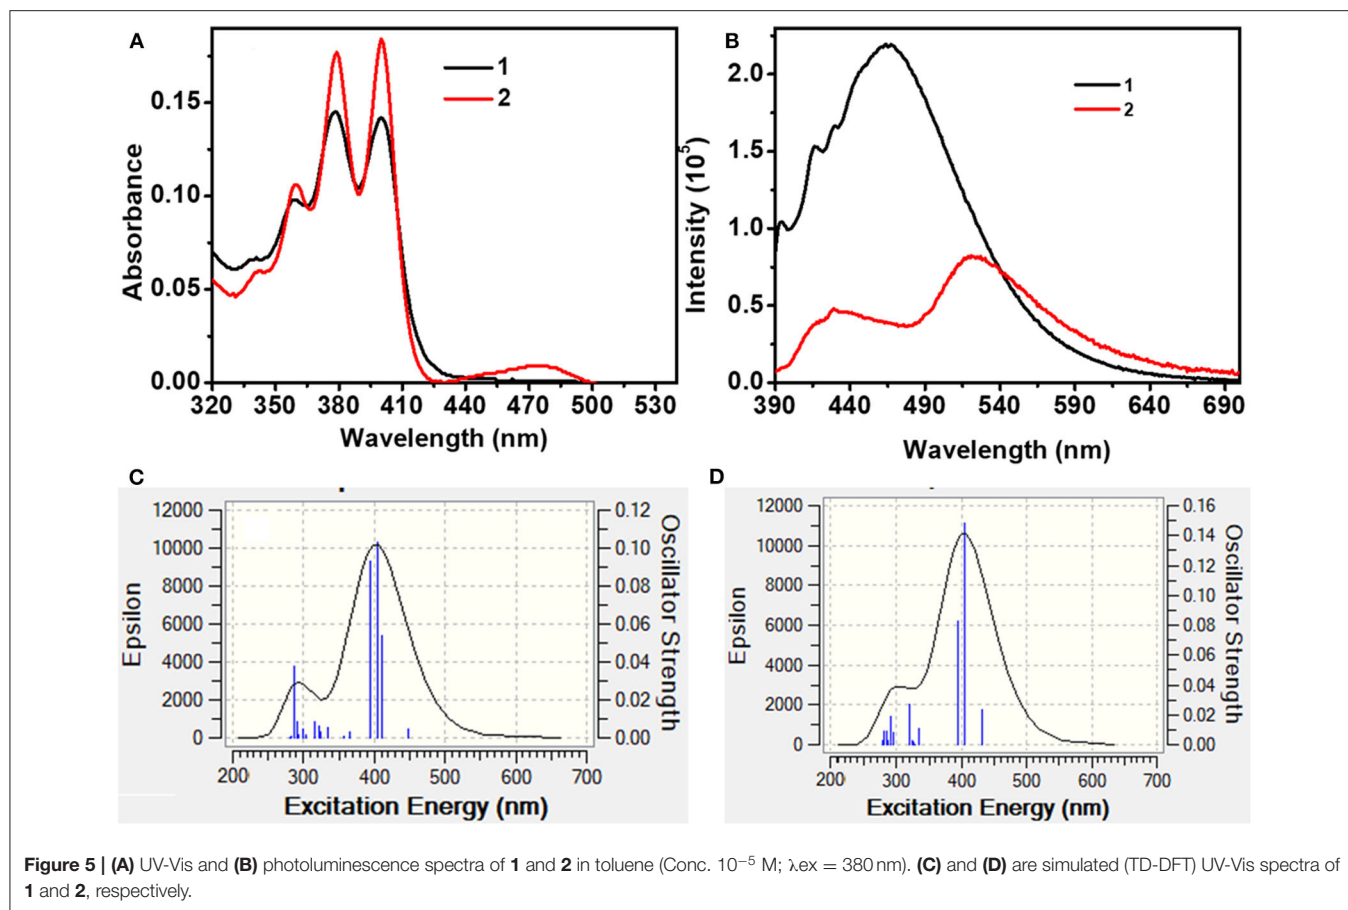 A
0.15
0.10
0.05
0.00
Absorbance
1
2
320 350 380 410 440 470 500 530
Wavelength (nm)
B
2.0
1.5
1.0
0.5
0.0
Intensity (10⁵)
1
2
390 440 490 540 590 640 690
Wavelength (nm)
C
12000
10000
8000
6000
4000
2000
0
Epsilon
0.12
0.10
0.08
0.06
0.04
0.02
0.00
Oscillator Strength
200 300 400 500 600 700
Excitation Energy (nm)
D
12000
10000
8000
6000
4000
2000
0
Epsilon
0.16
0.14
0.12
0.10
0.08
0.06
0.04
0.02
0.00
Oscillator Strength
200 300 400 500 600 700
Excitation Energy (nm)
Figure 5 | (A) UV-Vis and (B) photoluminescence spectra of 1 and 2 in toluene (Conc. 10⁻⁵ M; λex = 380 nm). (C) and (D) are simulated (TD-DFT) UV-Vis spectra of
1 and 2, respectively.